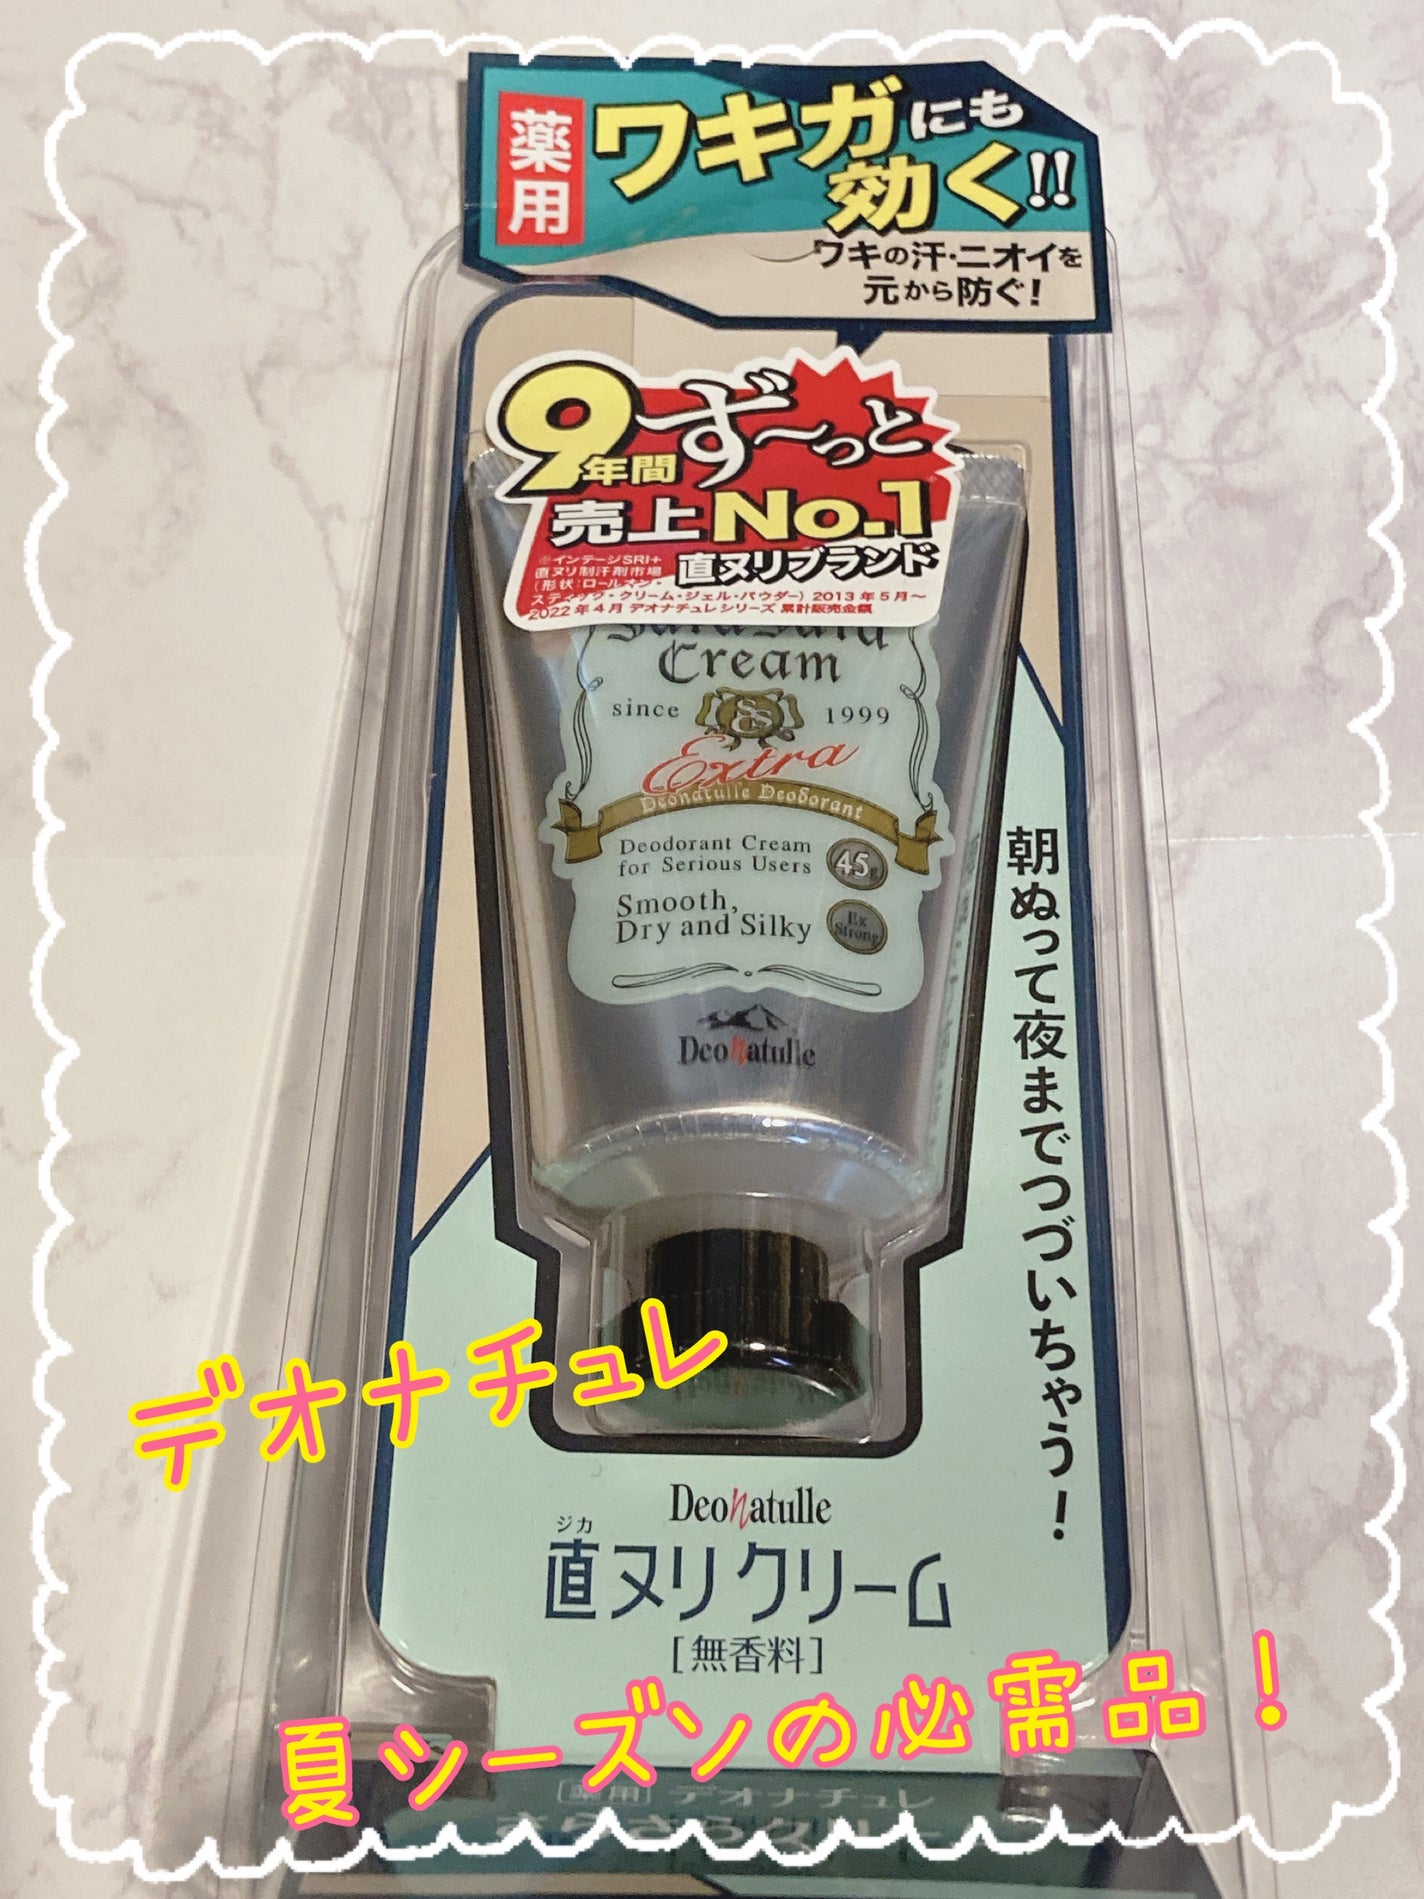 薬用
ワキガにも
効く!!
ワキの汗・ニオイを
元から防ぐ!
9年間ず〜っと
売上No.1
※インテージSRI+
直ヌリ制汗剤市場
直ヌリブランド
(形状:ロールオン・
スティック・クリーム・ジェル・パウダー) 2013年5月〜
2022年4月 デオナチュレシリーズ 累計販売金額
Cream
since 1999
Extra
Deonatulle Deodorant
Deodorant Cream
for Serious Users
45g
Smooth,
Dry and Silky
Ex
Strong
Deonatulle
朝ぬって夜までつづいちゃう!
デオナチュレ
Deonatulle
ジカ
直ヌリクリーム
[無香料]
夏シーズンの必需品!
[薬用] デオナチュレ